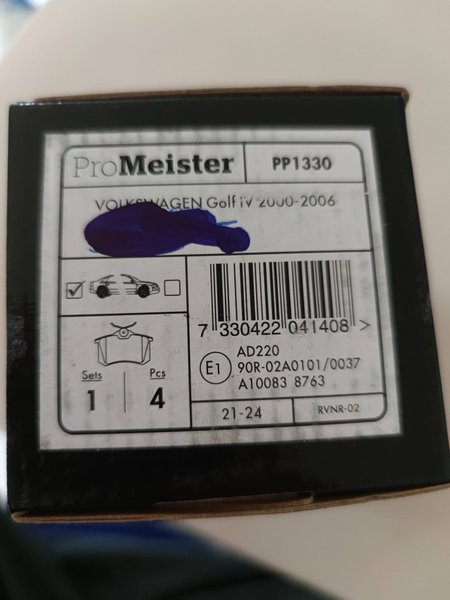 ProMeister
PP1330
VOLKSWAGEN Golf IV 2000-2006
7 330422 041408 >
Sets
1
Pcs
4
E1
AD220
90R-02A0101/0037
A10083 8763
21-24
RVNR-02